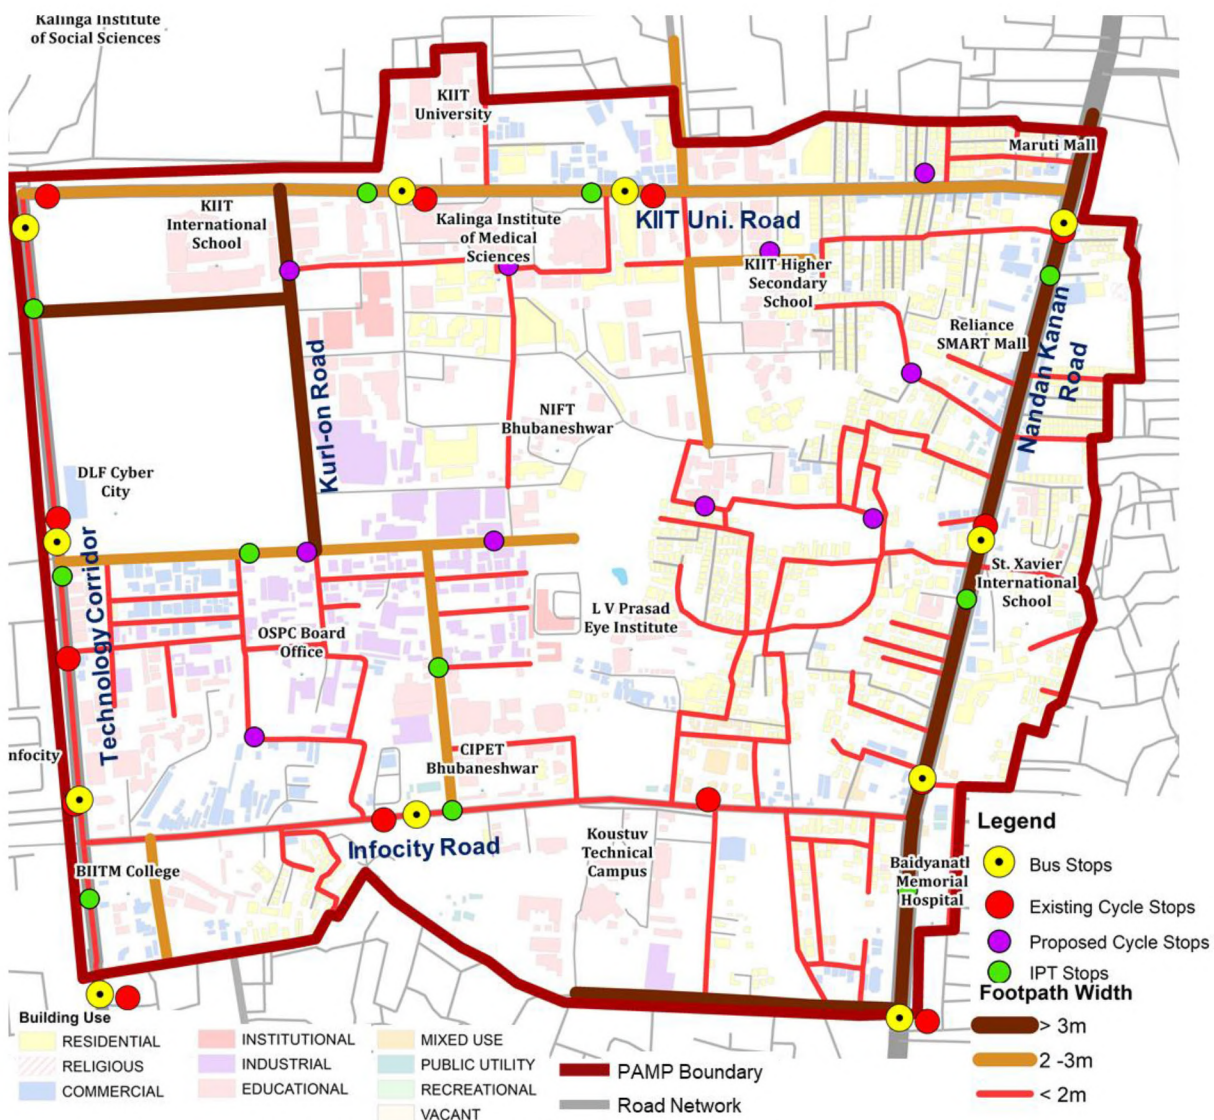 Kalinga Institute
of Social Sciences
KIIT
University
Maruti Mall
KIIT
International
School
Kalinga Institute
of Medical
Sciences
KIIT Uni. Road
KIIT Higher
Secondary
School
Reliance
SMART Mall
Nandan Kanan
Road
Kurl-on Road
NIFT
Bhubaneshwar
DLF Cyber
City
Technology Corridor
St. Xavier
International
School
L V Prasad
Eye Institute
OSPC Board
Office
nfocity
CIPET
Bhubaneshwar
Infocity Road
Koustuv
Technical
Campus
BIITM College
Baidyanath
Memorial
Hospital
Legend
Bus Stops
Existing Cycle Stops
Proposed Cycle Stops
IPT Stops
Footpath Width
> 3m
2 -3m
< 2m
Building Use
RESIDENTIAL
RELIGIOUS
COMMERCIAL
INSTITUTIONAL
INDUSTRIAL
EDUCATIONAL
MIXED USE
PUBLIC UTILITY
RECREATIONAL
VACANT
PAMP Boundary
Road Network